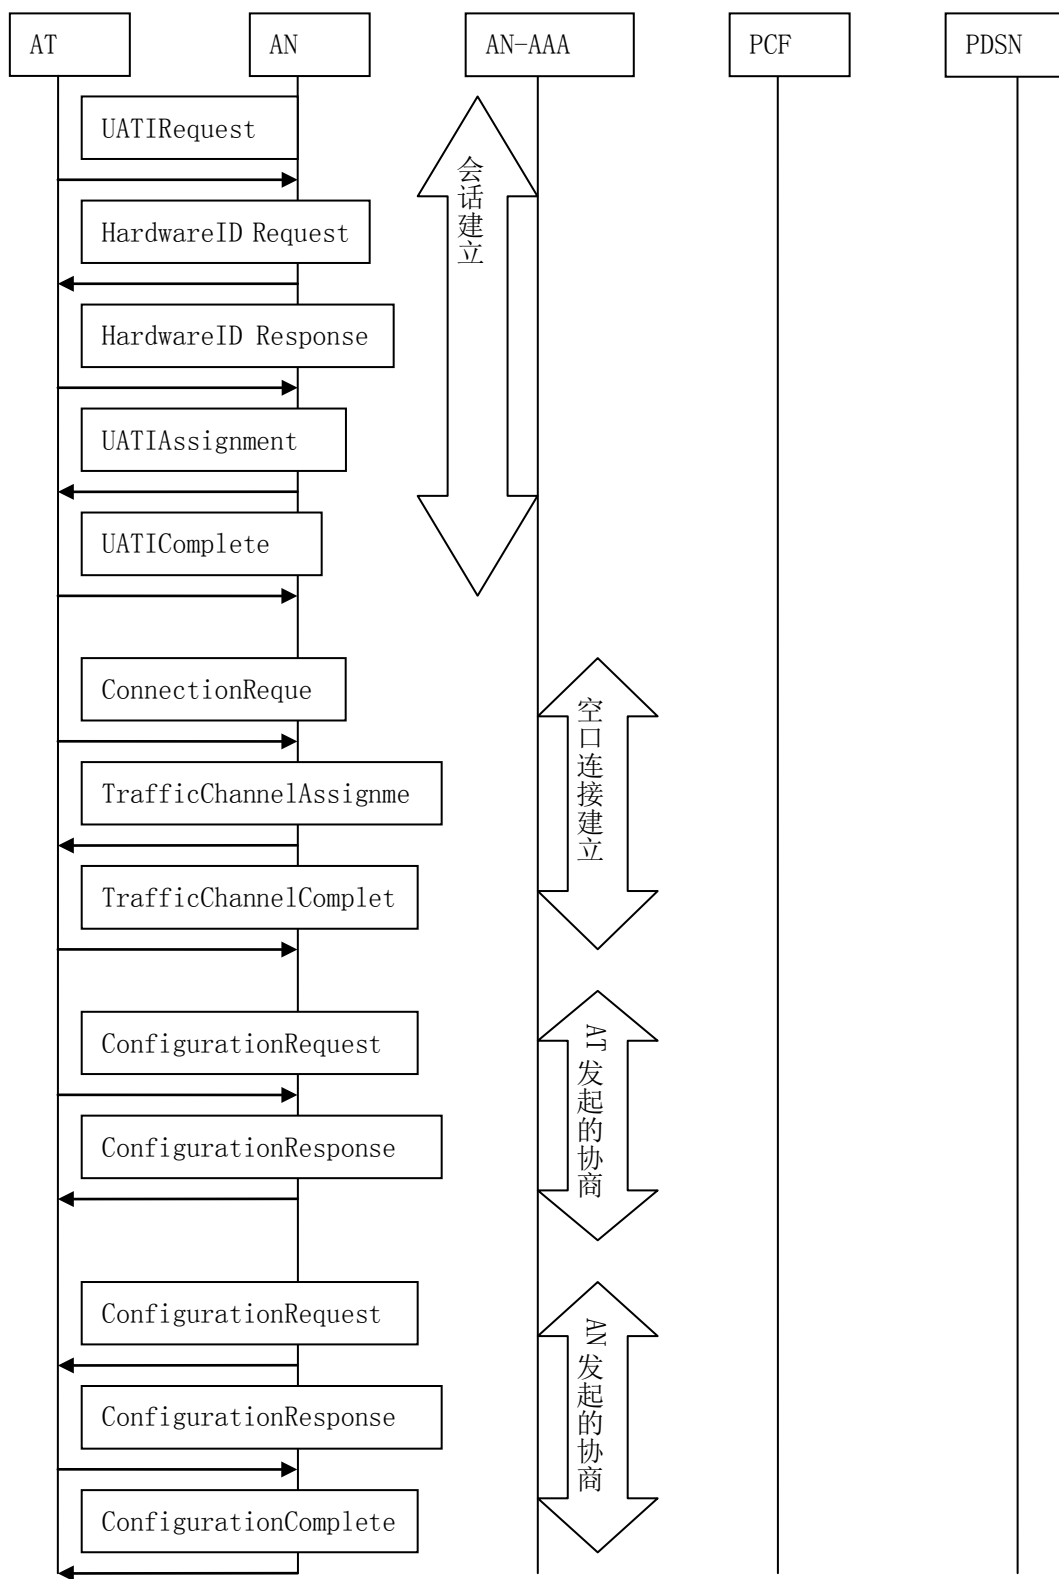 AT
AN
AN-AAA
PCF
PDSN
UATIRequest
会话建立
HardwareID Request
HardwareID Response
UATIAssignment
UATIComplete
ConnectionReque
空口连接建立
TrafficChannelAssignme
TrafficChannelComplet
ConfigurationRequest
AT 发起的协商
ConfigurationResponse
ConfigurationRequest
AN 发起的协商
ConfigurationResponse
ConfigurationComplete